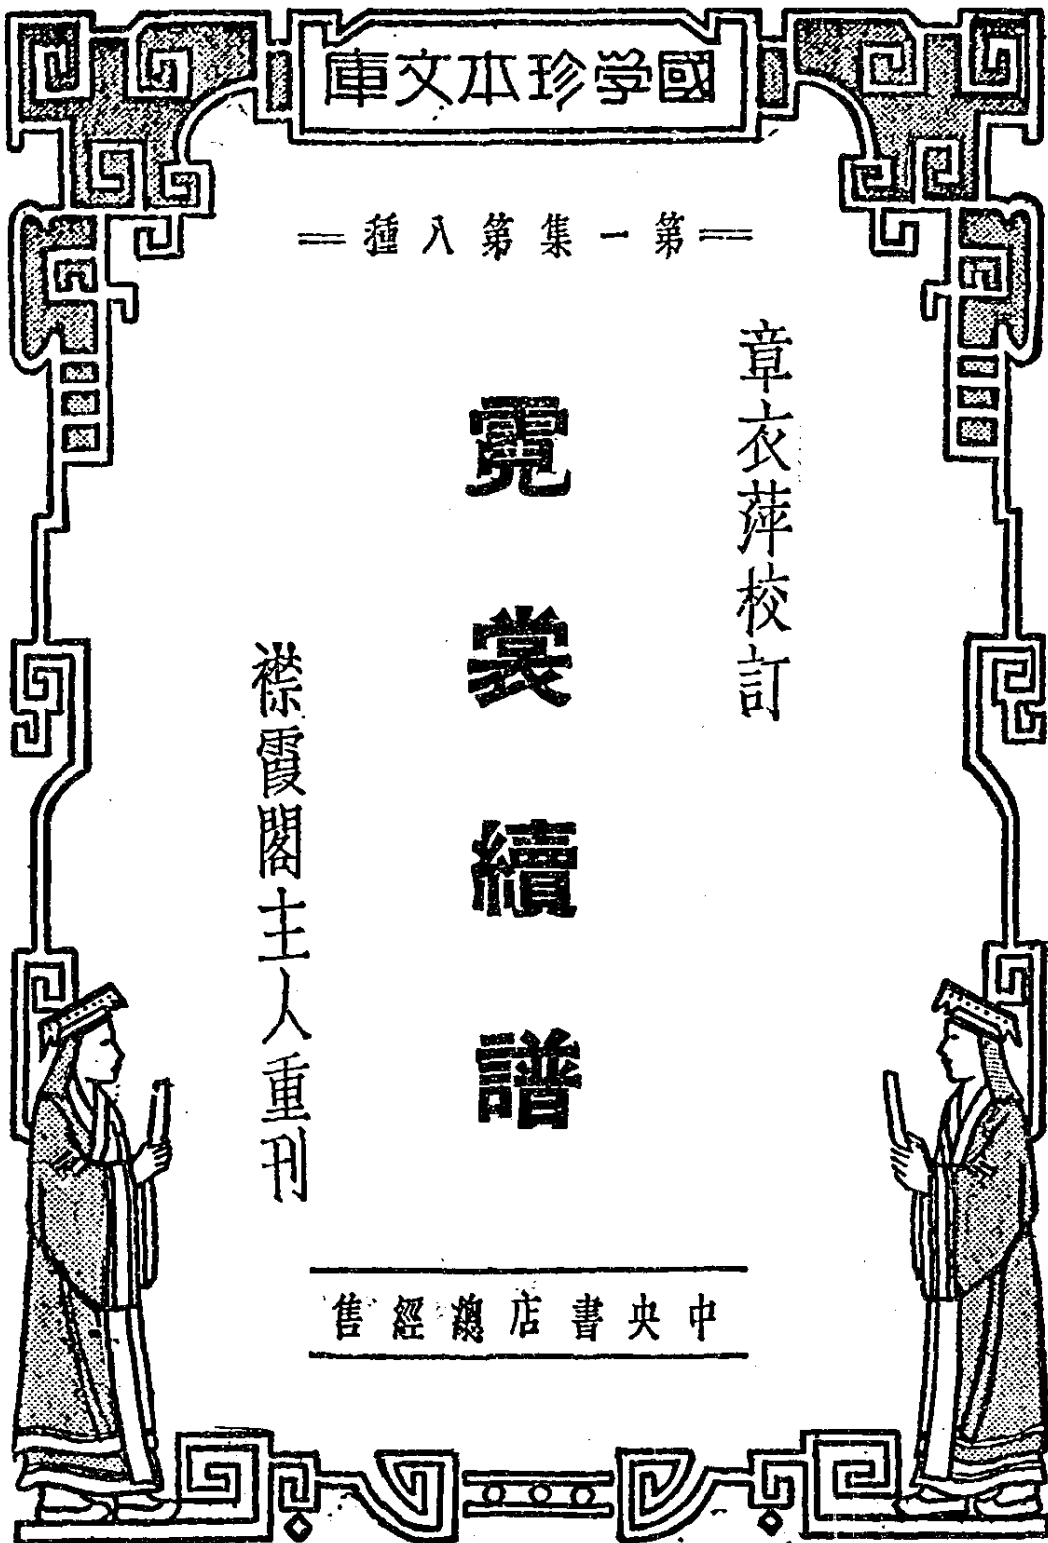 國学珍本文庫
第一集第八種
章衣萍校訂
霓裳續譜
襟霞閣主人重刊
中央書店總經售